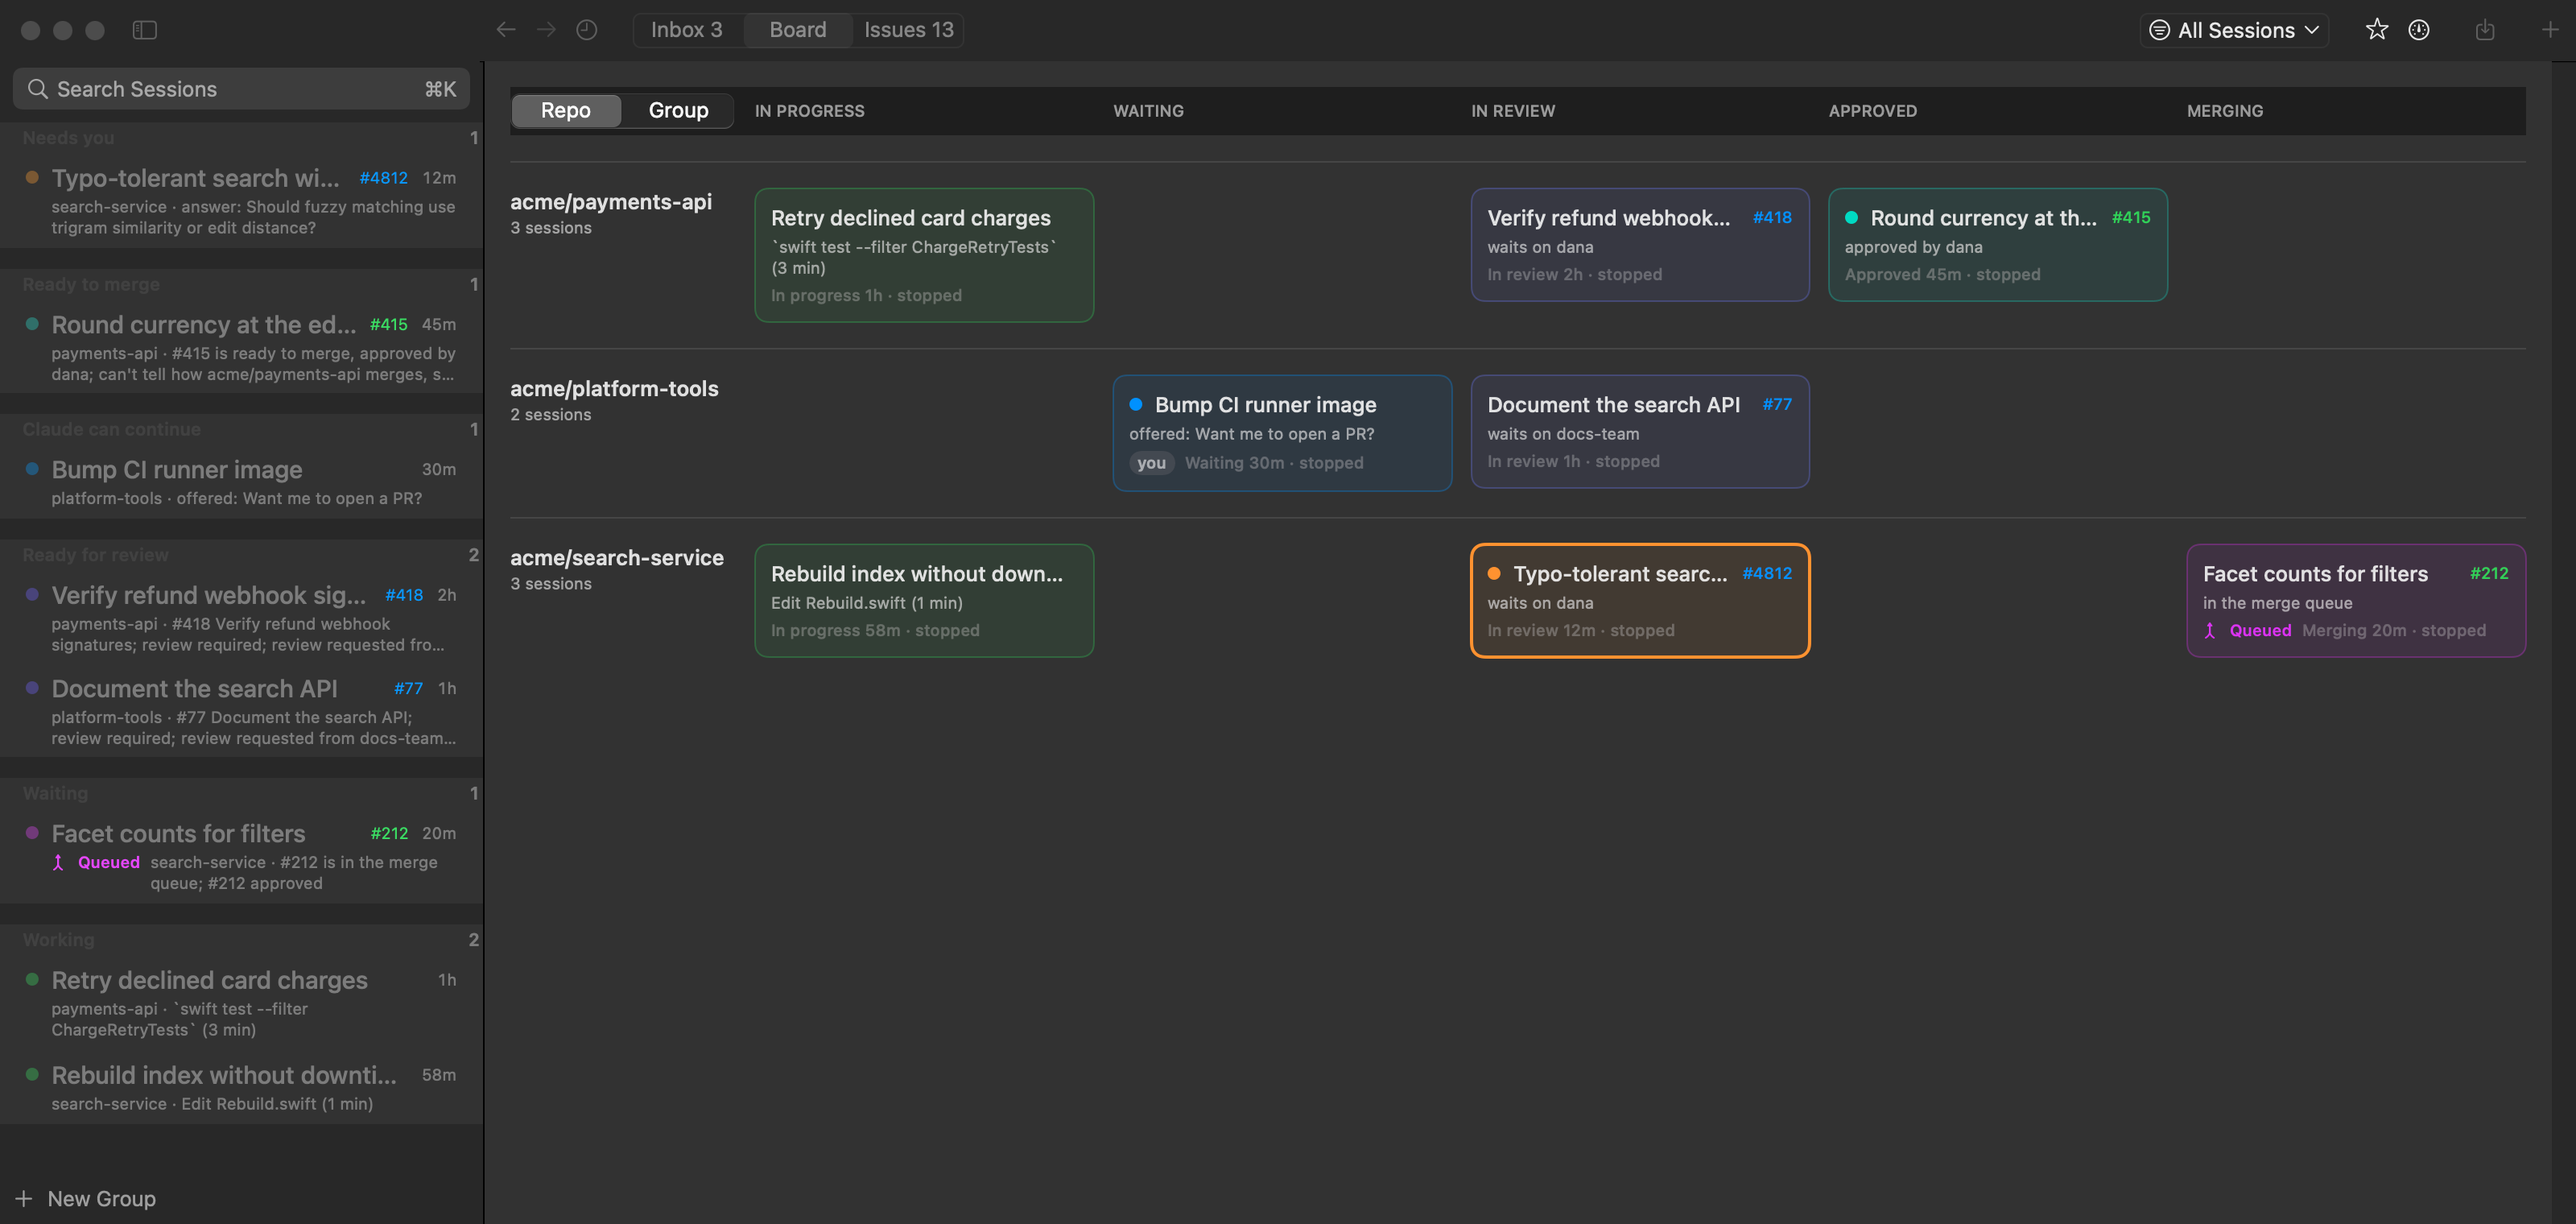 Inbox 3
Board
Issues 13
All Sessions
Search Sessions
⌘K
Needs you
1
Typo-tolerant search wi...
#4812
12m
search-service · answer: Should fuzzy matching use
trigram similarity or edit distance?
Ready to merge
1
Round currency at the ed...
#415
45m
payments-api · #415 is ready to merge, approved by
dana; can't tell how acme/payments-api merges, s...
Claude can continue
1
Bump CI runner image
30m
platform-tools · offered: Want me to open a PR?
Ready for review
2
Verify refund webhook sig...
#418
2h
payments-api · #418 Verify refund webhook
signatures; review required; review requested fro...
Document the search API
#77
1h
platform-tools · #77 Document the search API;
review required; review requested from docs-team...
Waiting
1
Facet counts for filters
#212
20m
Queued
search-service · #212 is in the merge
queue; #212 approved
Working
2
Retry declined card charges
1h
payments-api · `swift test --filter
ChargeRetryTests` (3 min)
Rebuild index without downti...
58m
search-service · Edit Rebuild.swift (1 min)
New Group
Repo
Group
IN PROGRESS
WAITING
IN REVIEW
APPROVED
MERGING
acme/payments-api
3 sessions
Retry declined card charges
`swift test --filter ChargeRetryTests`
(3 min)
In progress 1h · stopped
Verify refund webhook...
#418
waits on dana
In review 2h · stopped
Round currency at th...
#415
approved by dana
Approved 45m · stopped
acme/platform-tools
2 sessions
Bump CI runner image
offered: Want me to open a PR?
you
Waiting 30m · stopped
Document the search API
#77
waits on docs-team
In review 1h · stopped
acme/search-service
3 sessions
Rebuild index without down...
Edit Rebuild.swift (1 min)
In progress 58m · stopped
Typo-tolerant searc...
#4812
waits on dana
In review 12m · stopped
Facet counts for filters
#212
in the merge queue
Queued
Merging 20m · stopped